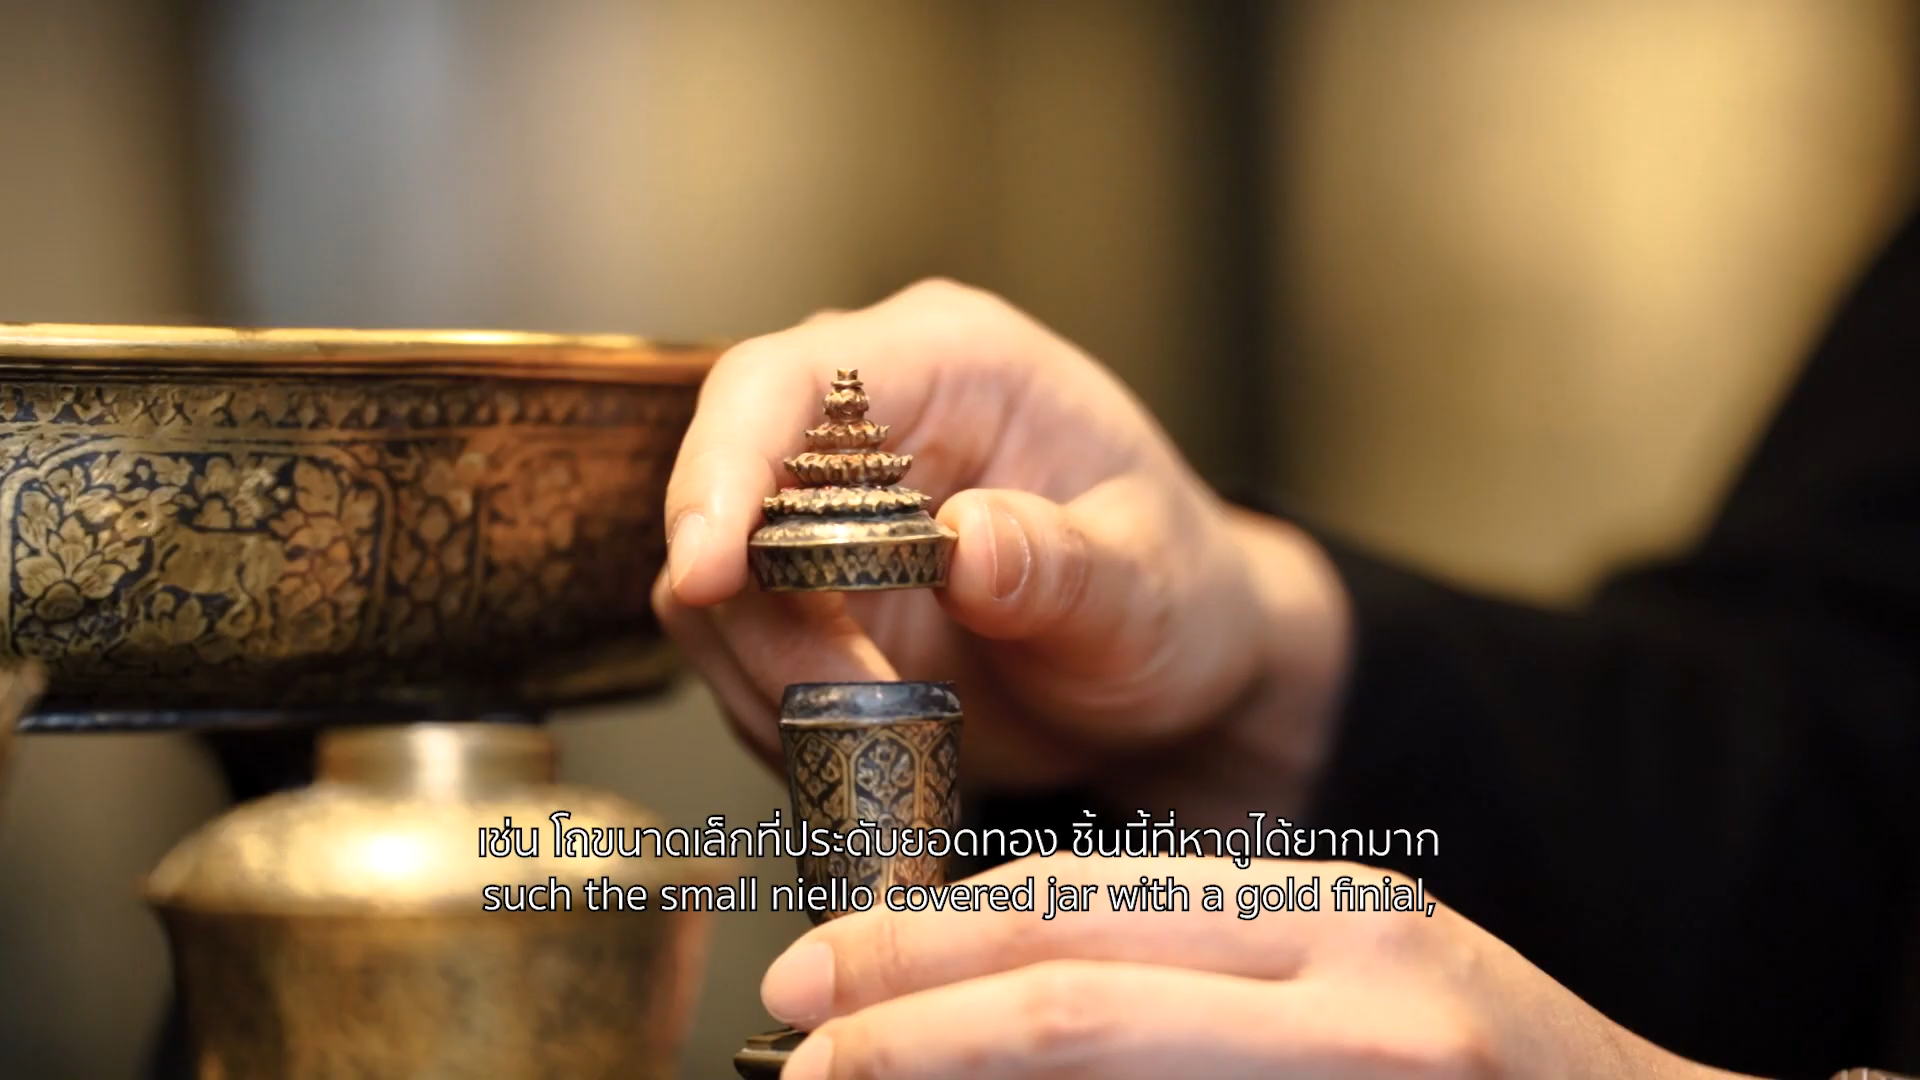 เช่น โถขนาดเล็กที่ประดับยอดทอง ชิ้นนี้ที่หาดูได้ยากมาก
such the small niello covered jar with a gold finial,